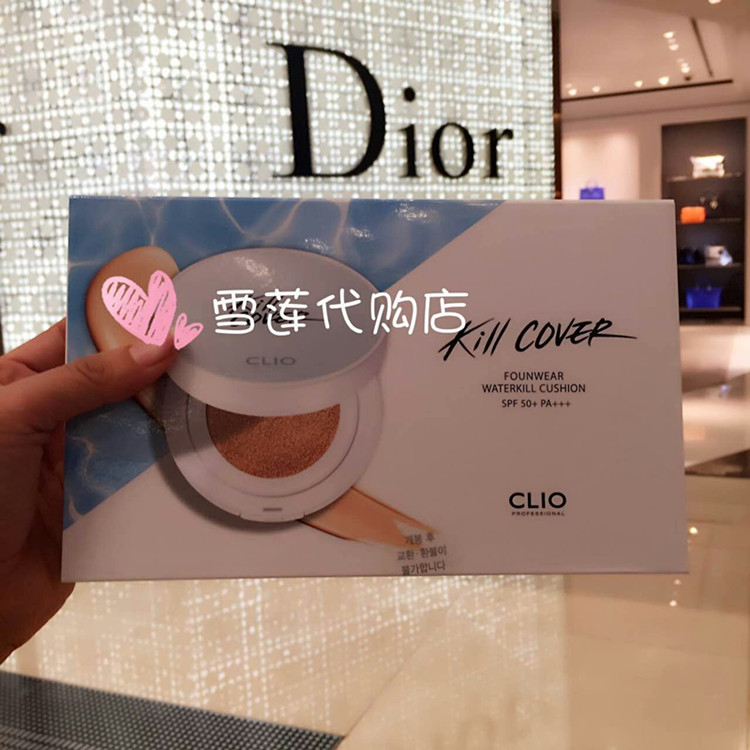 Dior
雪莲代购店
CLIO
Kill COVER
FOUNWEAR
WATERKILL CUSHION
SPF 50+ PA+++
CLIO
PROFESSIONAL
개봉 후
교환·환불이
불가합니다